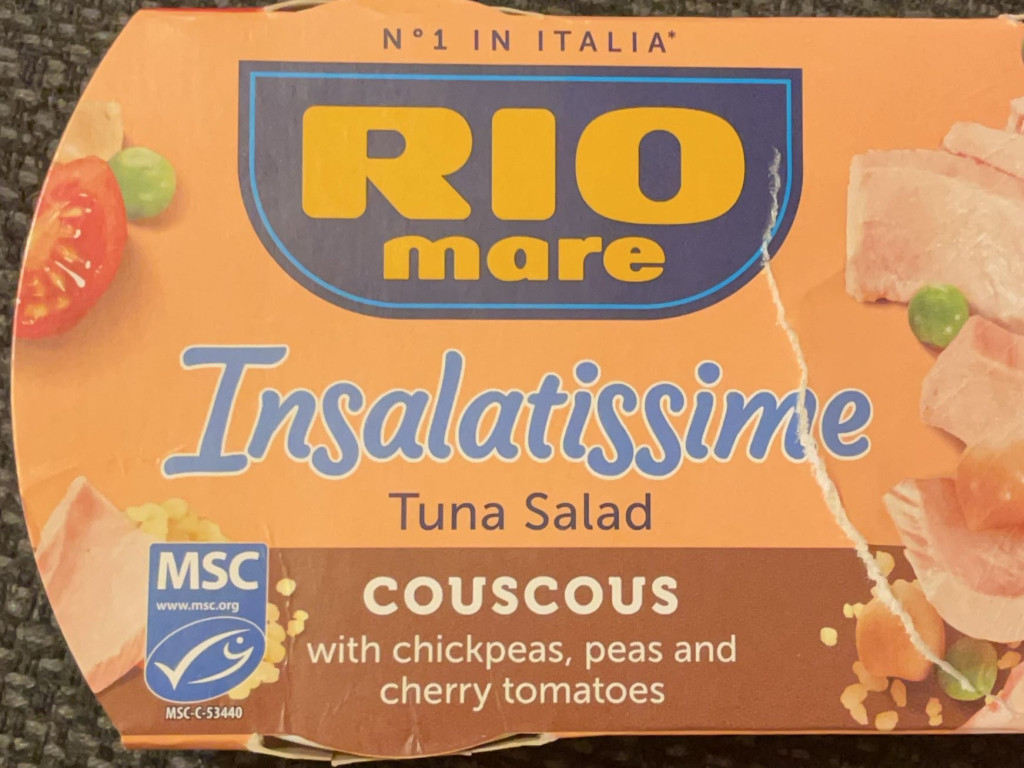 N°1 IN ITALIA*
RIO
mare
Insalatissime
Tuna Salad
COUSCOUS
with chickpeas, peas and
cherry tomatoes
MSC
www.msc.org
MSC-C-53440